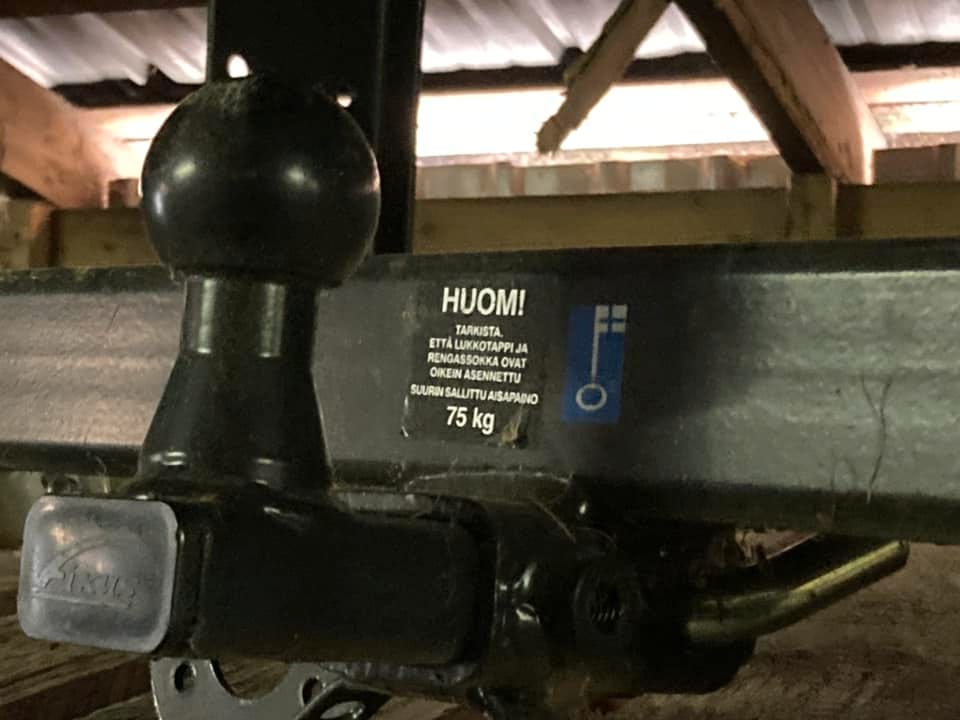 HUOM!
TARKISTA,
ETTÄ LUKKOTAPPI JA
RENGASSOKKA OVAT
OIKEIN ASENNETTU
SUURIN SALLITTU AISAPAINO
75 kg